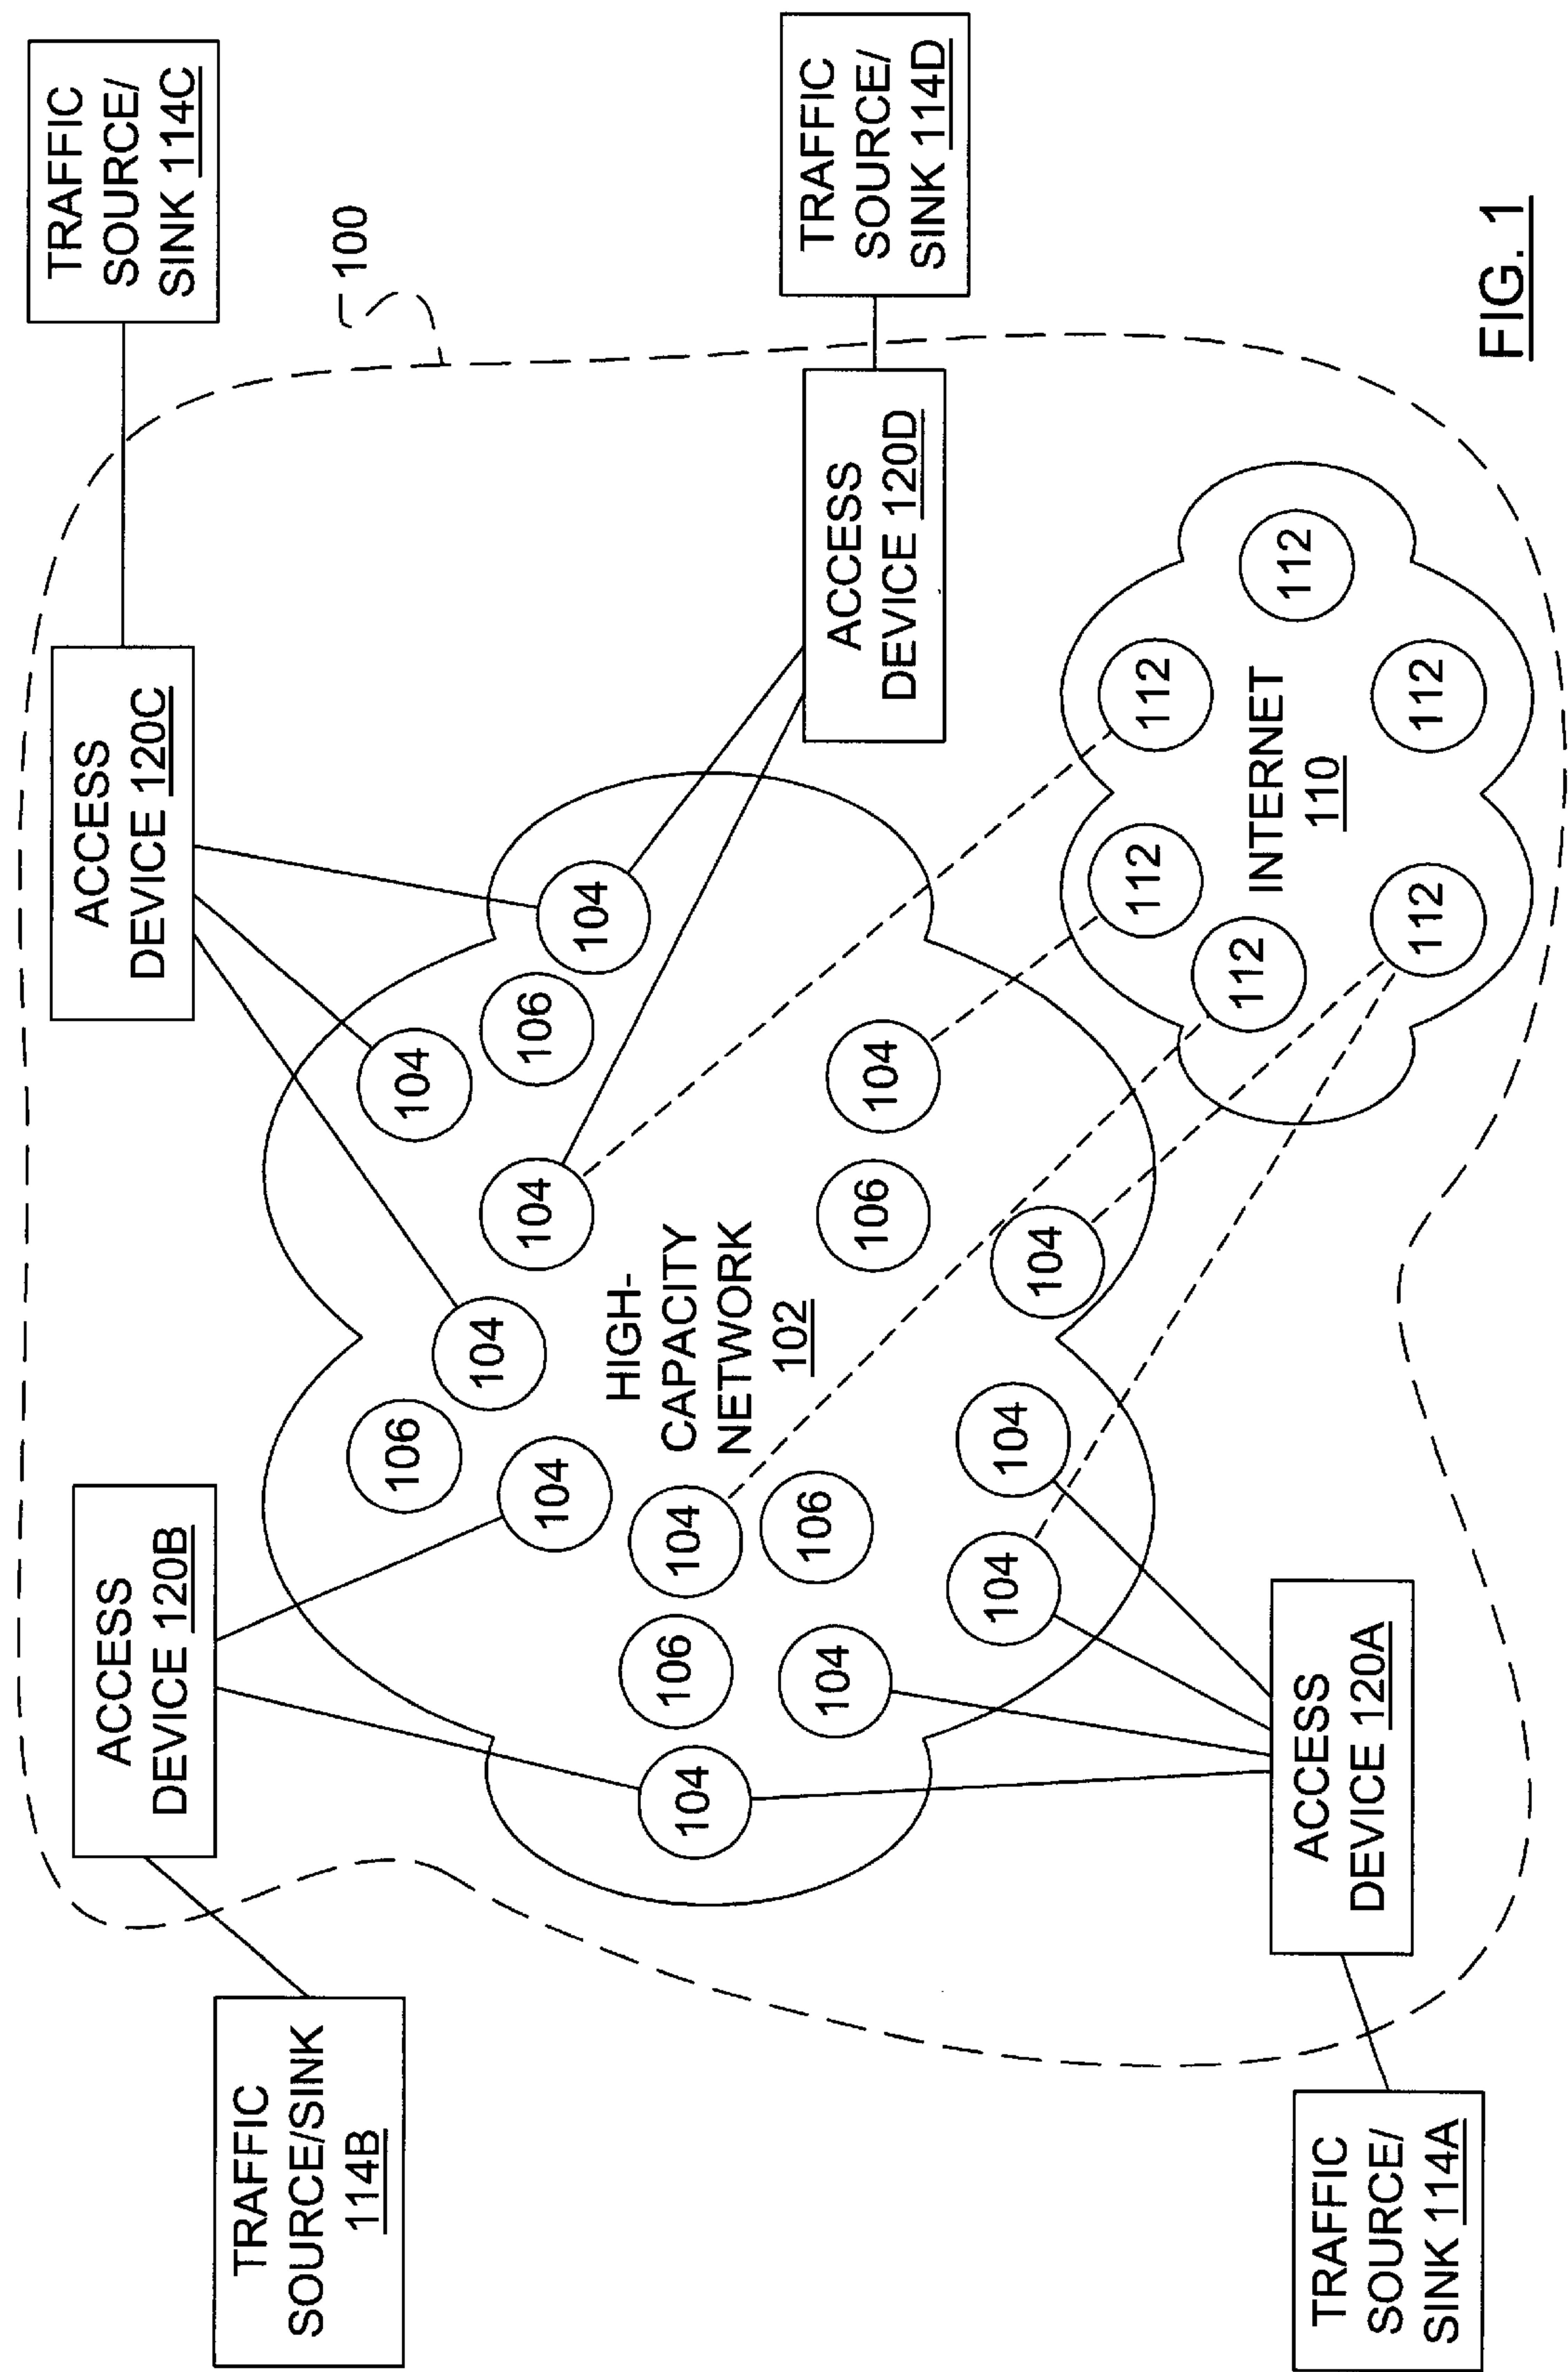 TRAFFIC
SOURCE/
SINK 114C
ACCESS
DEVICE 120C
ACCESS
DEVICE 120B
TRAFFIC
SOURCE/SINK
114B
100
106
104
104
104
106
104
104
HIGH-
CAPACITY
NETWORK
102
106
104
104
106
104
106
104
104
104
104
TRAFFIC
SOURCE/
SINK 114D
ACCESS
DEVICE 120D
112
112
112
112
112
112
INTERNET
110
ACCESS
DEVICE 120A
TRAFFIC
SOURCE/
SINK 114A
FIG. 1